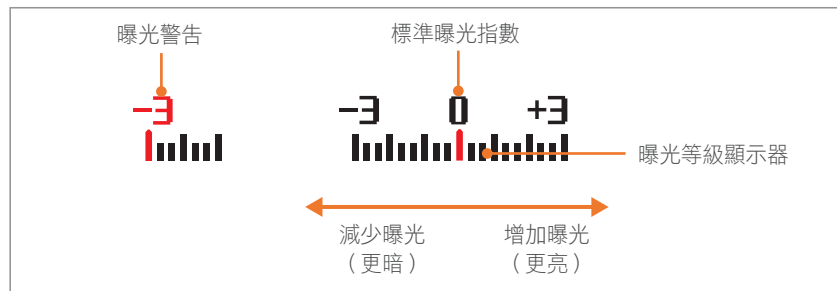 曝光警告
標準曝光指數
-3
-3 0 +3
曝光等級顯示器
減少曝光
（更暗）
增加曝光
（更亮）